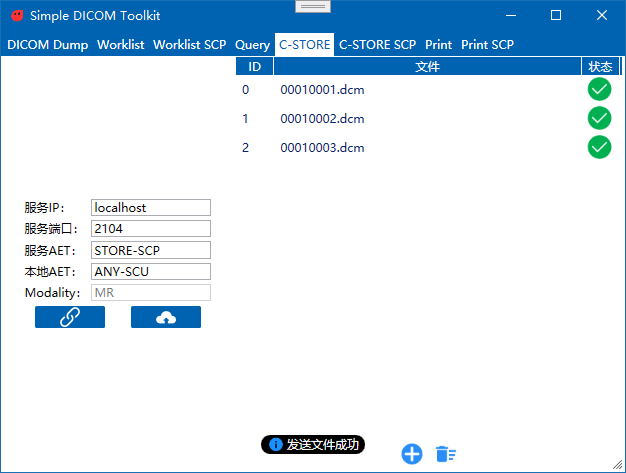 Simple DICOM Toolkit
DICOM Dump Worklist Worklist SCP Query C-STORE C-STORE SCP Print Print SCP
ID 文件 状态
0 00010001.dcm
1 00010002.dcm
2 00010003.dcm
服务IP： localhost
服务端口： 2104
服务AET： STORE-SCP
本地AET： ANY-SCU
Modality： MR
发送文件成功